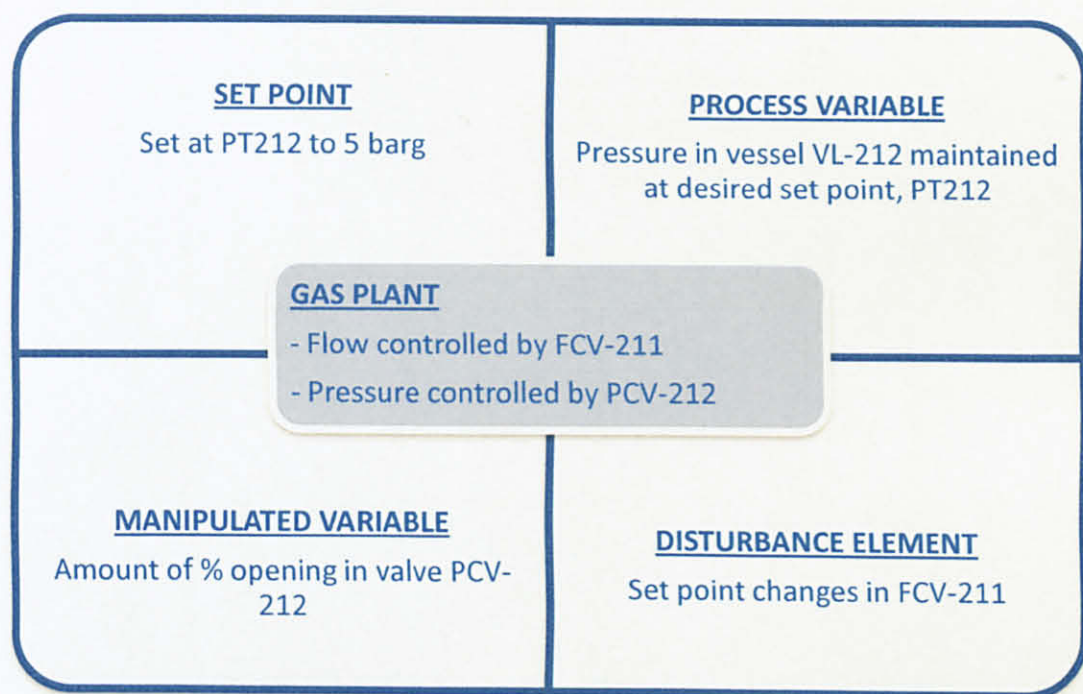 SET POINT
Set at PT212 to 5 barg
PROCESS VARIABLE
Pressure in vessel VL-212 maintained
at desired set point, PT212
GAS PLANT
- Flow controlled by FCV-211
- Pressure controlled by PCV-212
MANIPULATED VARIABLE
Amount of % opening in valve PCV-
212
DISTURBANCE ELEMENT
Set point changes in FCV-211